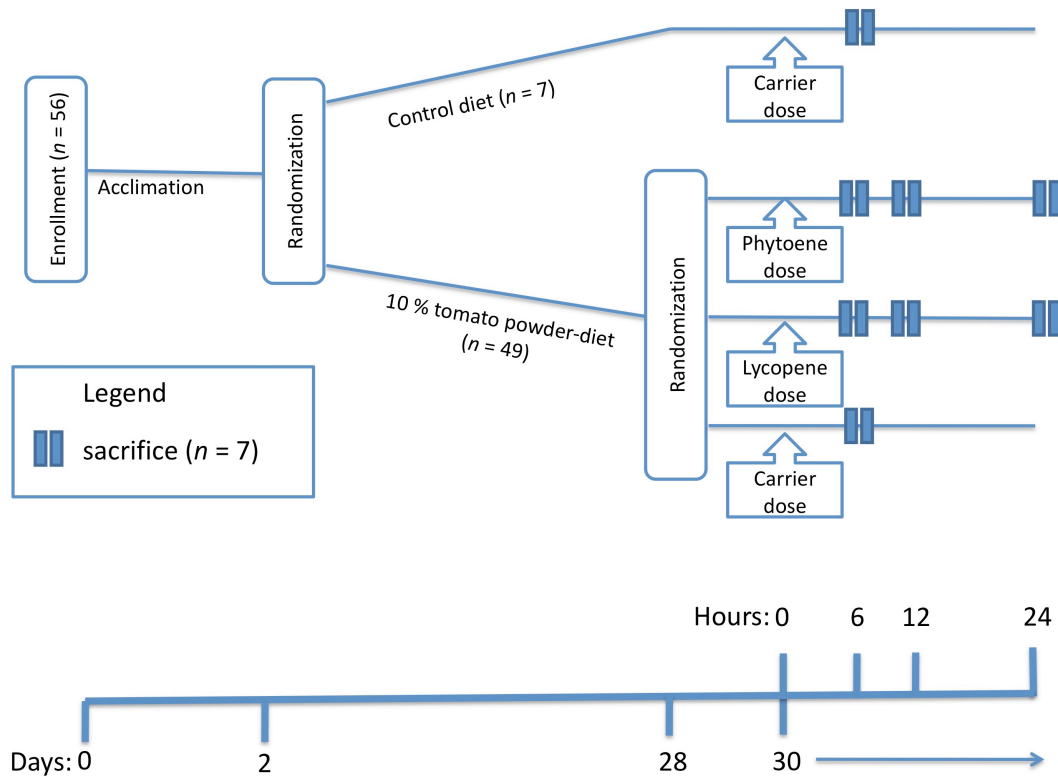 Enrollment (n = 56)
Acclimation
Randomization
Control diet (n = 7)
Carrier
dose
10 % tomato powder-diet
(n = 49)
Randomization
Phytoene
dose
Lycopene
dose
Carrier
dose
Legend
sacrifice (n = 7)
Hours: 0 6 12 24
Days: 0 2 28 30